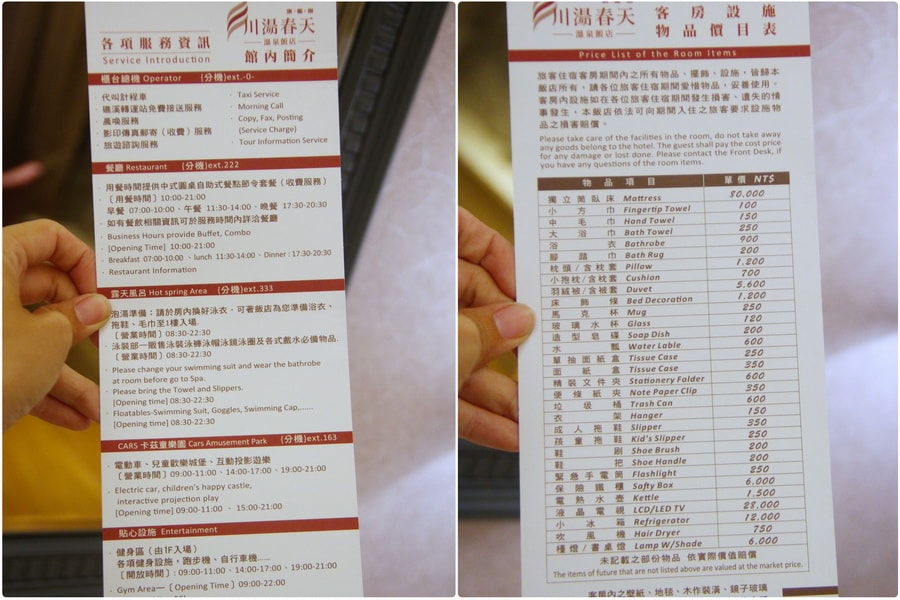 川湯春天
溫泉飯店
各項服務資訊 館內簡介
Service Introduction
櫃台總機 Operator (分機)ext.-0-
代叫計程車
礁溪轉運站免費接送服務
晨喚服務
影印傳真郵寄(收費)服務
旅遊諮詢服務
Taxi Service
Morning Call
Copy, Fax, Posting
(Service Charge)
Tour Information Service
餐廳 Restaurant (分機)ext.222
用餐時間提供中式圓桌自助式餐點節令套餐(收費服務)
〔用餐時間〕10:00-21:00
早餐 07:00-10:00、午餐 11:30-14:00、晚餐 17:30-20:30
如有餐飲相關資訊可於服務時間內詳洽餐廳
Business Hours provide Buffet, Combo
[Opening Time] 10:00-21:00
Breakfast 07:00-10:00、lunch 11:30-14:00、Dinner : 17:30-20:30
Restaurant Information
露天風呂 Hot spring Area (分機)ext.333
泡湯準備：請於房內換好泳衣，可著飯店為您準備浴衣、
拖鞋、毛巾至1樓入場。
〔營業時間〕08:30-22:30
泳裝部一販售泳裝泳褲泳帽泳鏡泳圈及各式戲水必備物品.
〔營業時間〕08:30-22:30
Please change your swimming suit and wear the bathrobe
at room before go to Spa.
Please bring the Towel and Slippers.
[Opening time] 08:30-22:30
Floatables-Swimming Suit, Goggles, Swimming Cap,......
[Opening time] 08:30-22:30
CARS 卡茲童樂園 Cars Amusement Park (分機)ext.163
電動車、兒童歡樂城堡、互動投影遊樂
〔營業時間〕09:00-11:00、14:00-17:00、19:00-21:00
Electric car, children's happy castle,
interactive projection play
[Opening time] 09:00-11:00 、 15:00-21:00
貼心設施 Entertainment
健身區 (由1F入場)
各項健身設施，跑步機、自行車機.....
〔開放時間〕: 09:00-11:00、14:00-17:00、19:00-21:00
Gym Area一〔Opening Time〕09:00-22:00
川湯春天
溫泉飯店
客房設施
物品價目表
Price List of the Room Items
旅客住宿客房期間內之所有物品、擺飾、設施，皆歸本
飯店所有，請各位旅客住宿期間愛惜物品，妥善使用。
客房內設施如在各位旅客住宿期間發生損害、遺失的情
事發生，本飯店依法可向期間入住之旅客要求設施物
品之損害賠償。
Please take care of the facilities in the room, do not take away
any goods belong to the hotel. The guest shall pay the cost price
for any damage or lost done. Please contact the Front Desk, if
you have any questions of the room items.
物品項目 單價 NT$
獨立筒臥床 Mattress 80.000
小方巾 Fingertip Towel 100
中毛巾 Hand Towel 150
大浴巾 Bath Towel 250
浴衣 Bathrobe 900
腳踏巾 Bath Rug 200
枕頭/含枕套 Pillow 1.200
小抱枕/含枕套 Cushion 700
羽絨被/含被套 Duvet 5.600
床飾條 Bed Decoration 1.200
馬克杯 Mug 250
玻璃水杯 Glass 120
造型皂碟 Soap Dish 200
水瓢 Water Lable 600
單抽面紙盒 Tissue Case 250
面紙盒 Tissue Case 350
精裝文件夾 Stationery Folder 600
便條紙夾 Note Paper Clip 350
垃圾桶 Trash Can 600
衣架 Hanger 150
成人拖鞋 Slipper 350
孩童拖鞋 Kid's Slipper 250
鞋刷 Shoe Brush 200
鞋把 Shoe Handle 200
緊急手電筒 Flashlight 250
保險鐵櫃 Safty Box 6.000
電熱水壺 Kettle 1.500
液晶電視 LCD/LED TV 28,000
小冰箱 Refrigerator 12.000
吹風機 Hair Dryer 750
檯燈/書桌燈 Lamp W/Shade 6.000
未記載之部份物品 依實際價值賠償
The items of future that are not listed above are valued at the market price.
客房內之壁紙、地毯、木作裝潢、鏡子玻璃